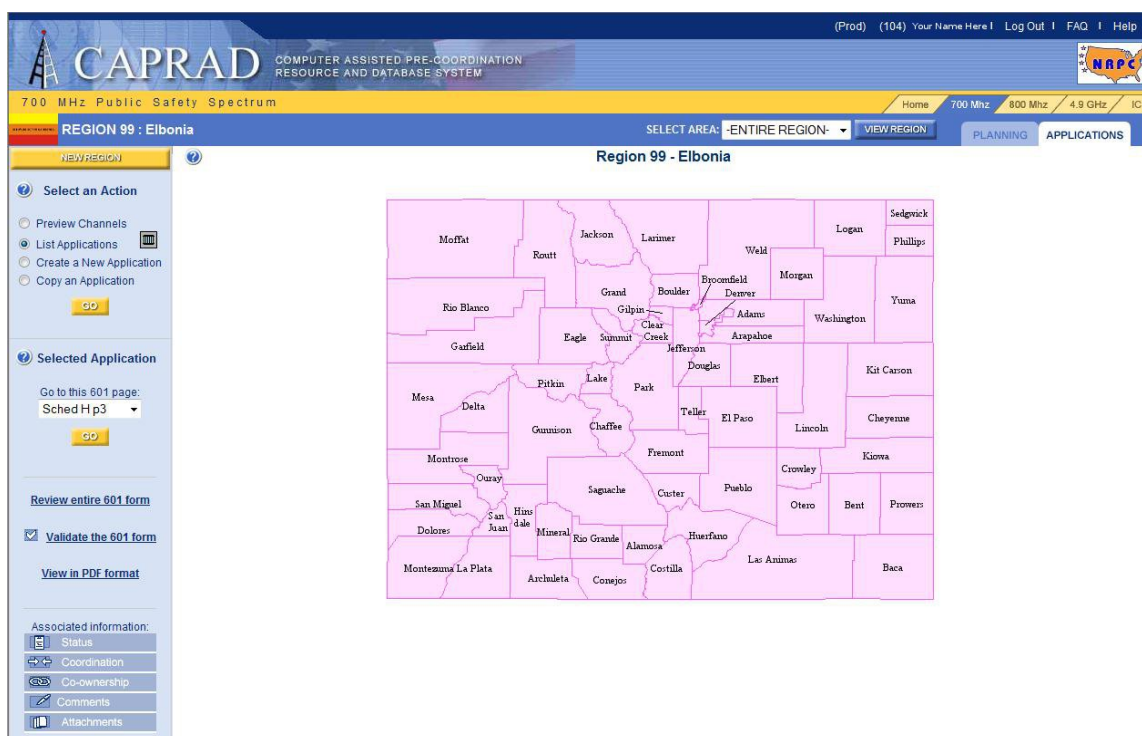 (Prod) (104) Your Name Here | Log Out | FAQ | Help
CAPRAD COMPUTER ASSISTED PRE-COORDINATION
RESOURCE AND DATABASE SYSTEM
NRPC
700 MHz Public Safety Spectrum
Home 700 Mhz 800 Mhz 4.9 GHz IC
REGION 99 : Elbonia
SELECT AREA: -ENTIRE REGION- VIEW REGION
PLANNING APPLICATIONS
NEW REGION
Region 99 - Elbonia
Select an Action
Preview Channels
List Applications
Create a New Application
Copy an Application
GO
Selected Application
Go to this 601 page:
Sched H p3
GO
Review entire 601 form
Validate the 601 form
View in PDF format
Associated information:
Status
Coordination
Co-ownership
Comments
Attachments
Moffat
Routt
Jackson
Larimer
Weld
Logan
Sedgwick
Phillips
Morgan
Rio Blanco
Grand
Boulder
Broomfield
Denver
Gilpin
Adams
Washington
Yuma
Garfield
Eagle
Summit
Clear
Creek
Jefferson
Arapahoe
Douglas
Elbert
Kit Carson
Mesa
Delta
Pitkin
Lake
Park
Teller
El Paso
Lincoln
Cheyenne
Gunnison
Chaffee
Montrose
Fremont
Crowley
Kiowa
Ouray
San Miguel
Saguache
Custer
Pueblo
Otero
Bent
Prowers
Dolores
San
Juan
Hins
dale
Mineral
Rio Grande
Alamosa
Huerfano
Las Animas
Montezuma
La Plata
Archuleta
Conejos
Costilla
Baca